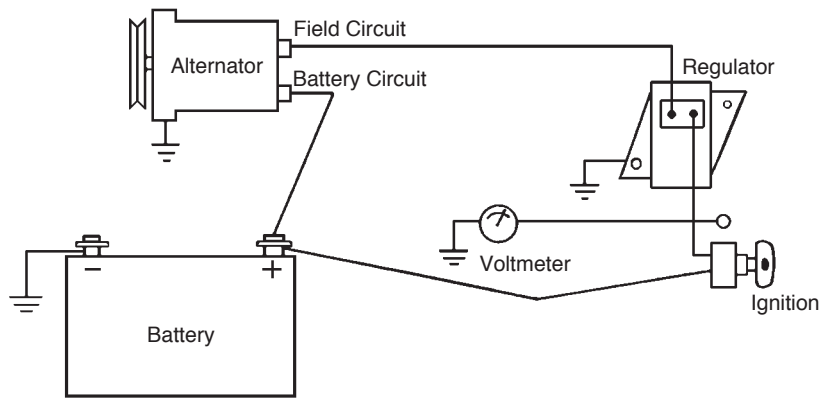 Field Circuit
Alternator
Battery Circuit
Regulator
Voltmeter
Ignition
− +
Battery